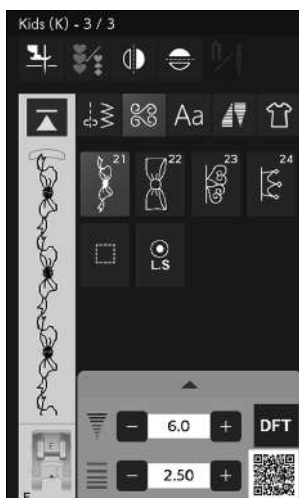 Kids (K) - 3 / 3
Aa
21 22 23 24
L.S
- 6.0 + DFT
- 2.50 +
F
F